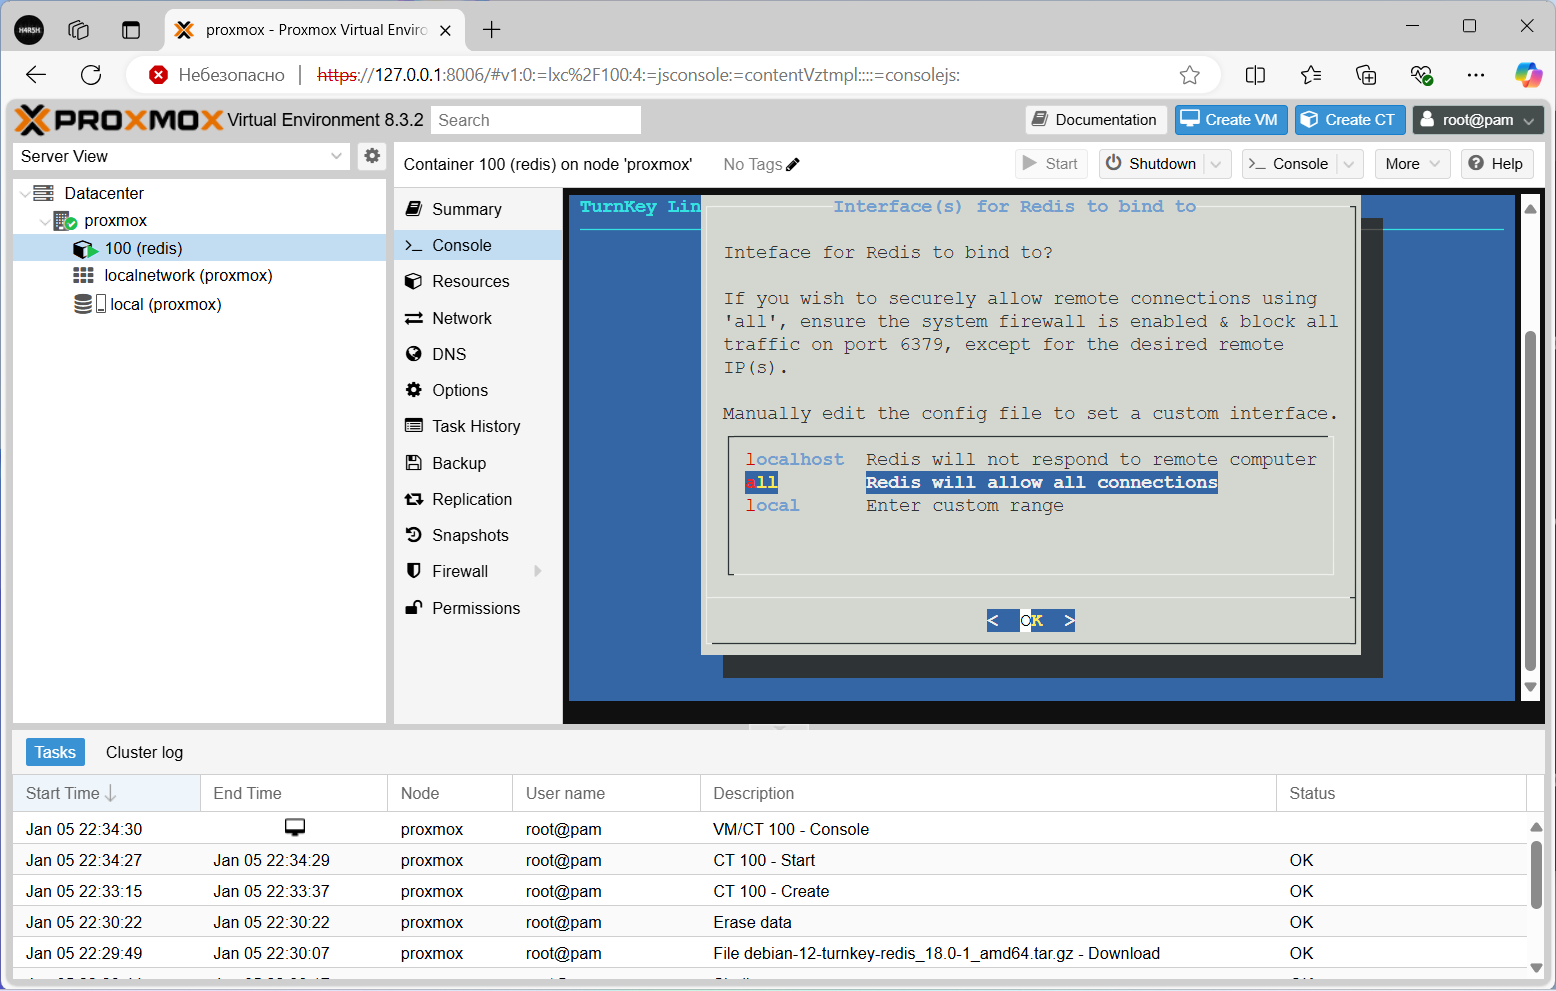 H4RSH
proxmox - Proxmox Virtual Enviro
Небезопасно
https://127.0.0.1:8006/#v1:0:=lxc%2F100:4:=jsconsole:=contentVztmpl::::=consolejs:
PROXMOX Virtual Environment 8.3.2
Search
Documentation
Create VM
Create CT
root@pam
Server View
Container 100 (redis) on node 'proxmox'
No Tags
Start
Shutdown
Console
More
Help
Datacenter
proxmox
100 (redis)
localnetwork (proxmox)
local (proxmox)
Summary
Console
Resources
Network
DNS
Options
Task History
Backup
Replication
Snapshots
Firewall
Permissions
TurnKey Lin
Interface(s) for Redis to bind to
Inteface for Redis to bind to?
If you wish to securely allow remote connections using
'all', ensure the system firewall is enabled & block all
traffic on port 6379, except for the desired remote
IP(s).
Manually edit the config file to set a custom interface.
localhost Redis will not respond to remote computer
all Redis will allow all connections
local Enter custom range
< OK >
Tasks
Cluster log
Start Time End Time Node User name Description Status
Jan 05 22:34:30 proxmox root@pam VM/CT 100 - Console
Jan 05 22:34:27 Jan 05 22:34:29 proxmox root@pam CT 100 - Start OK
Jan 05 22:33:15 Jan 05 22:33:37 proxmox root@pam CT 100 - Create OK
Jan 05 22:30:22 Jan 05 22:30:22 proxmox root@pam Erase data OK
Jan 05 22:29:49 Jan 05 22:30:07 proxmox root@pam File debian-12-turnkey-redis_18.0-1_amd64.tar.gz - Download OK